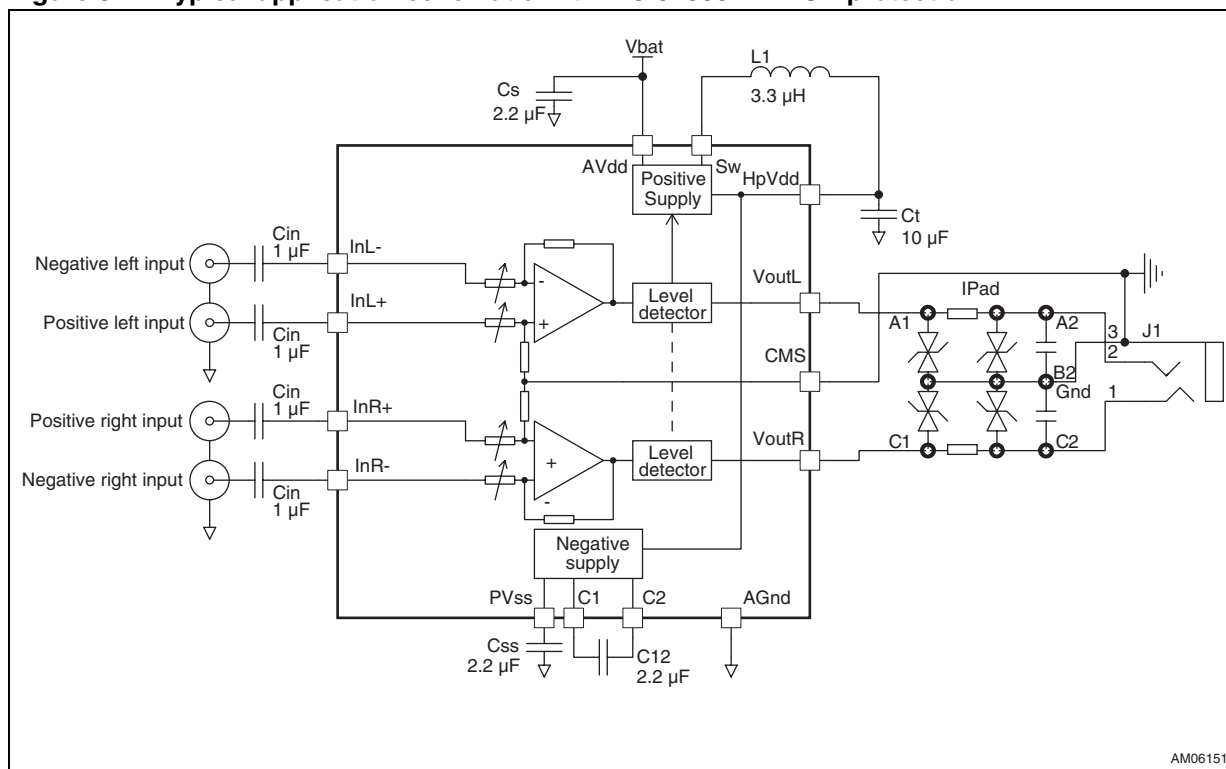 Vbat
L1
3.3 µH
Cs
2.2 µF
AVdd
Sw
Positive
Supply
HpVdd
Ct
10 µF
Cin
1 µF
InL-
Negative left input
InL+
Positive left input
Cin
1 µF
-
+
Level
detector
VoutL
IPad
A1
A2
J1
3
2
CMS
B2
Gnd
1
Cin
1 µF
InR+
Positive right input
InR-
Negative right input
Cin
1 µF
+
-
Level
detector
VoutR
C1
C2
Negative
supply
PVss
C1
C2
AGnd
Css
2.2 µF
C12
2.2 µF
AM06151